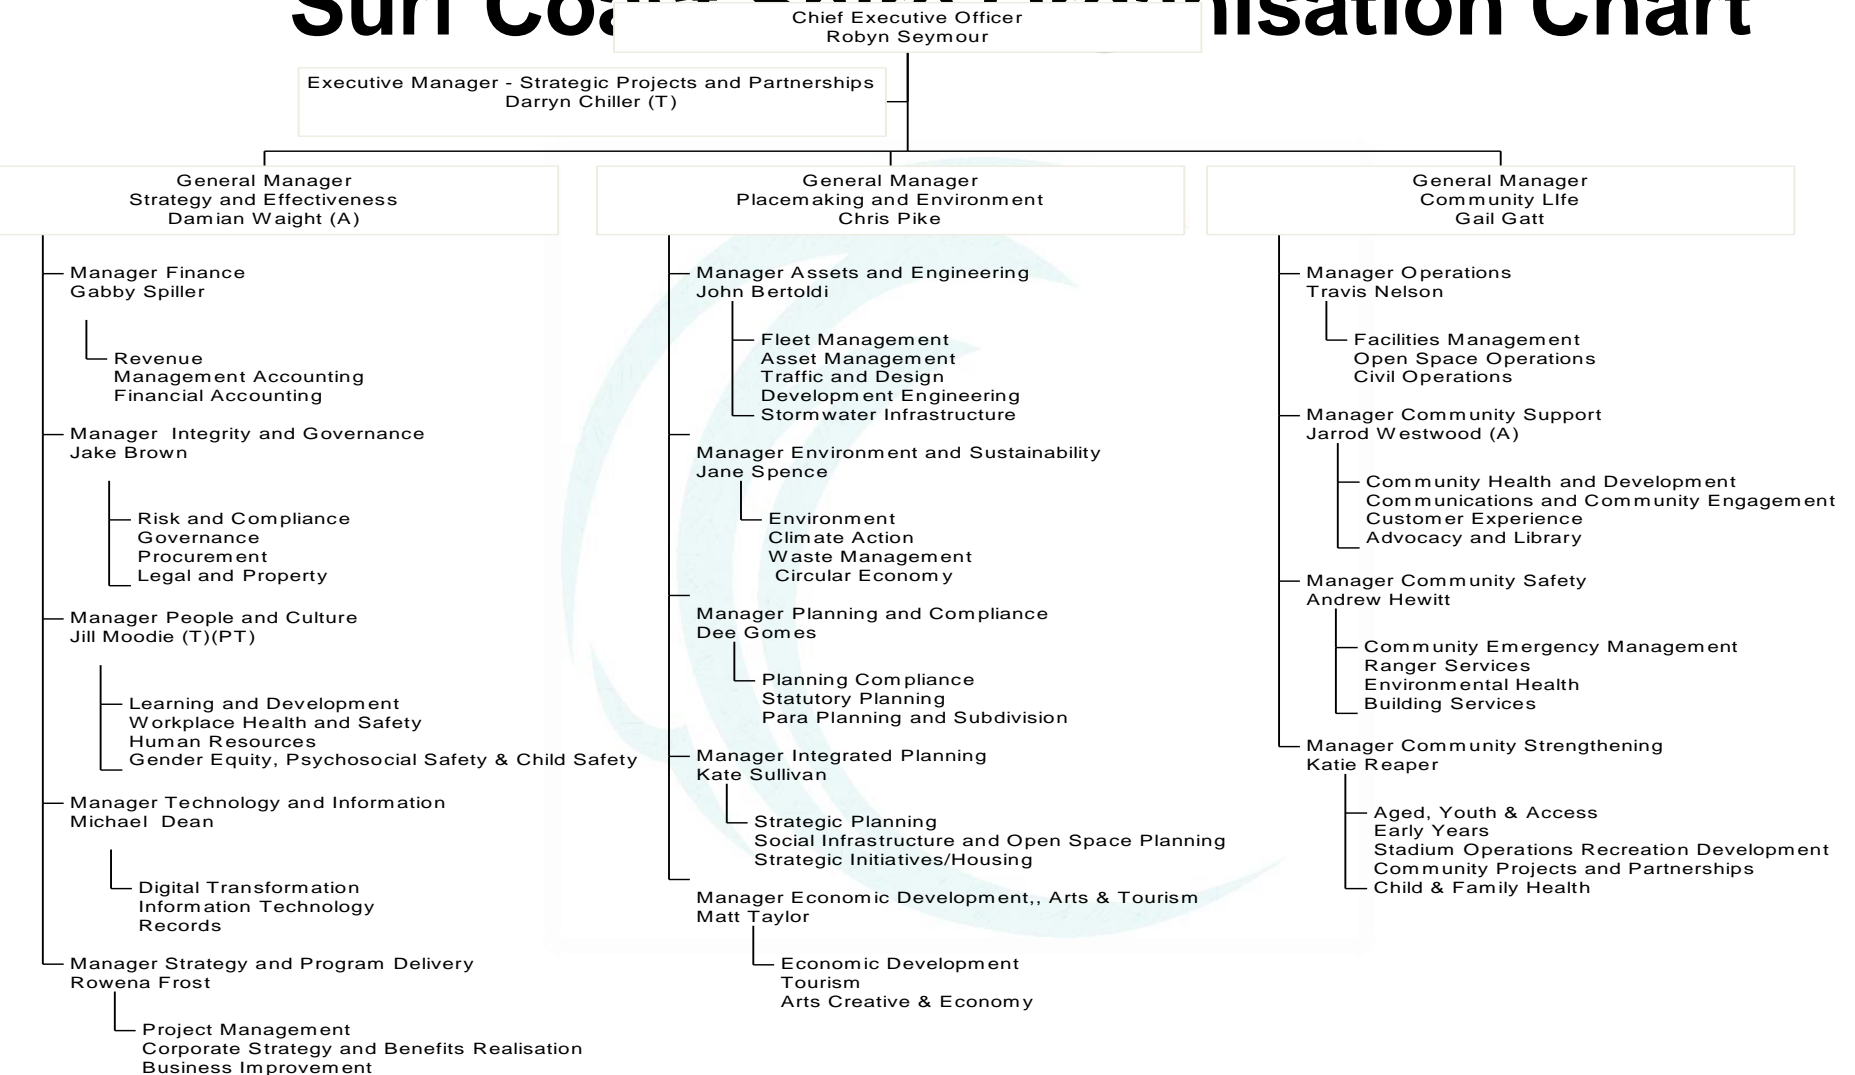 Surf Coast Shire Organisation Chart
Chief Executive Officer
Robyn Seymour
Executive Manager - Strategic Projects and Partnerships
Darryn Chiller (T)
General Manager
Strategy and Effectiveness
Damian Waight (A)
Manager Finance
Gabby Spiller
Revenue
Management Accounting
Financial Accounting
Manager Integrity and Governance
Jake Brown
Risk and Compliance
Governance
Procurement
Legal and Property
Manager People and Culture
Jill Moodie (T)(PT)
Learning and Development
Workplace Health and Safety
Human Resources
Gender Equity, Psychosocial Safety & Child Safety
Manager Technology and Information
Michael Dean
Digital Transformation
Information Technology
Records
Manager Strategy and Program Delivery
Rowena Frost
Project Management
Corporate Strategy and Benefits Realisation
Business Improvement
General Manager
Placemaking and Environment
Chris Pike
Manager Assets and Engineering
John Bertoldi
Fleet Management
Asset Management
Traffic and Design
Development Engineering
Stormwater Infrastructure
Manager Environment and Sustainability
Jane Spence
Environment
Climate Action
Waste Management
Circular Economy
Manager Planning and Compliance
Dee Gomes
Planning Compliance
Statutory Planning
Para Planning and Subdivision
Manager Integrated Planning
Kate Sullivan
Strategic Planning
Social Infrastructure and Open Space Planning
Strategic Initiatives/Housing
Manager Economic Development,, Arts & Tourism
Matt Taylor
Economic Development
Tourism
Arts Creative & Economy
General Manager
Community LIfe
Gail Gatt
Manager Operations
Travis Nelson
Facilities Management
Open Space Operations
Civil Operations
Manager Community Support
Jarrod Westwood (A)
Community Health and Development
Communications and Community Engagement
Customer Experience
Advocacy and Library
Manager Community Safety
Andrew Hewitt
Community Emergency Management
Ranger Services
Environmental Health
Building Services
Manager Community Strengthening
Katie Reaper
Aged, Youth & Access
Early Years
Stadium Operations Recreation Development
Community Projects and Partnerships
Child & Family Health